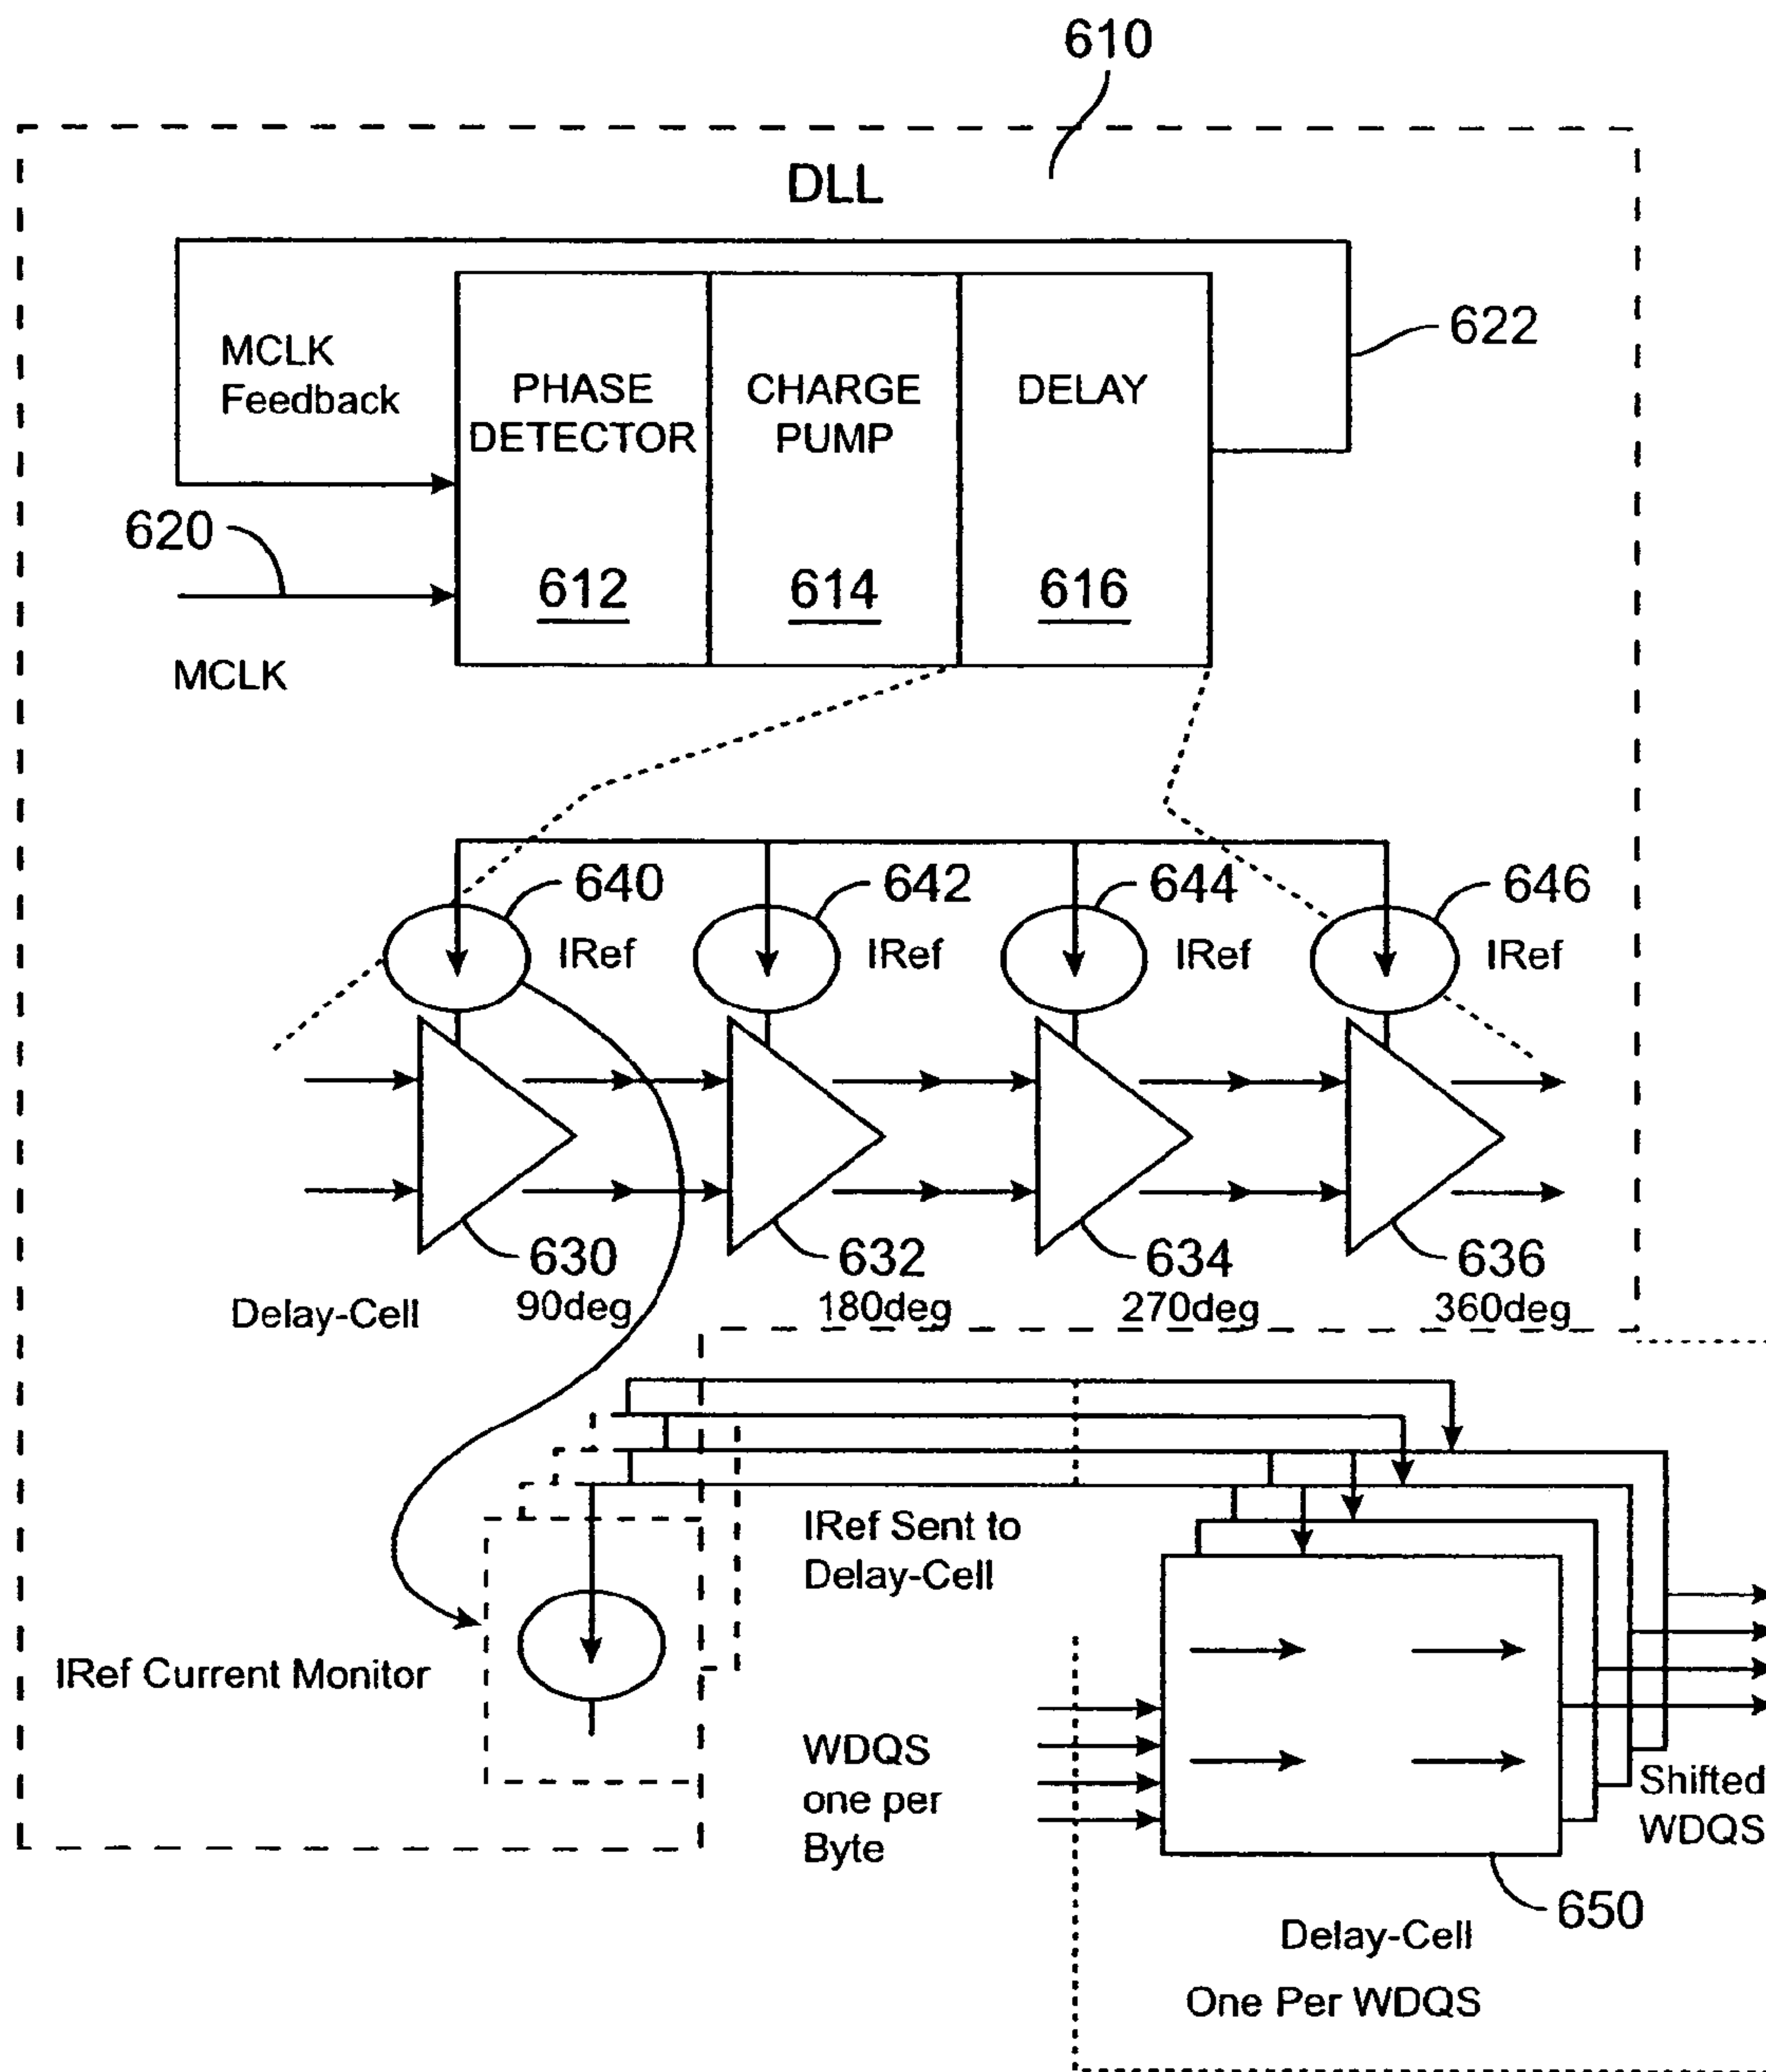 610
DLL
622
MCLK
Feedback
PHASE
DETECTOR
CHARGE
PUMP
DELAY
620
612
614
616
MCLK
640
642
644
646
IRef
IRef
IRef
IRef
630
632
634
636
Delay-Cell
90deg
180deg
270deg
360deg
IRef Sent to
Delay-Cell
IRef Current Monitor
WDQS
one per
Byte
Shifted
WDQS
650
Delay-Cell
One Per WDQS